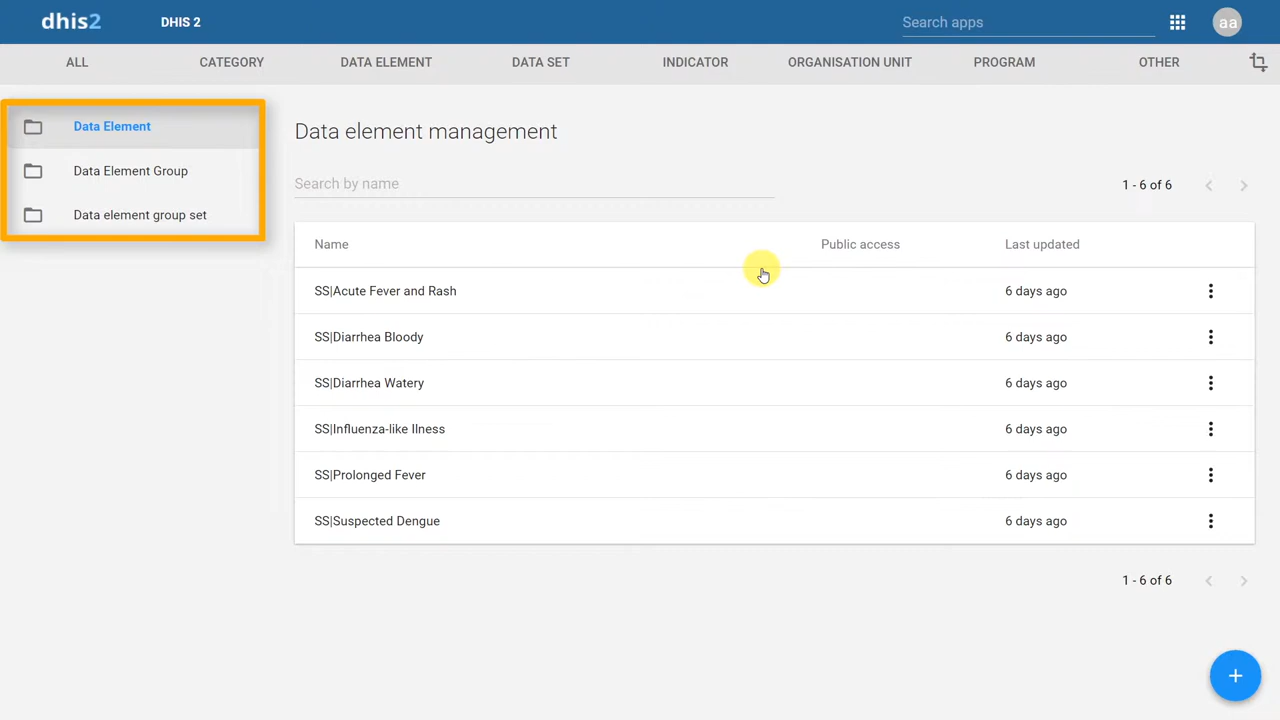 dhis2 DHIS 2 Search apps aa
ALL CATEGORY DATA ELEMENT DATA SET INDICATOR ORGANISATION UNIT PROGRAM OTHER
Data Element
Data Element Group
Data element group set
Data element management
Search by name 1 - 6 of 6
Name Public access Last updated
SS|Acute Fever and Rash 6 days ago
SS|Diarrhea Bloody 6 days ago
SS|Diarrhea Watery 6 days ago
SS|Influenza-like Ilness 6 days ago
SS|Prolonged Fever 6 days ago
SS|Suspected Dengue 6 days ago
1 - 6 of 6